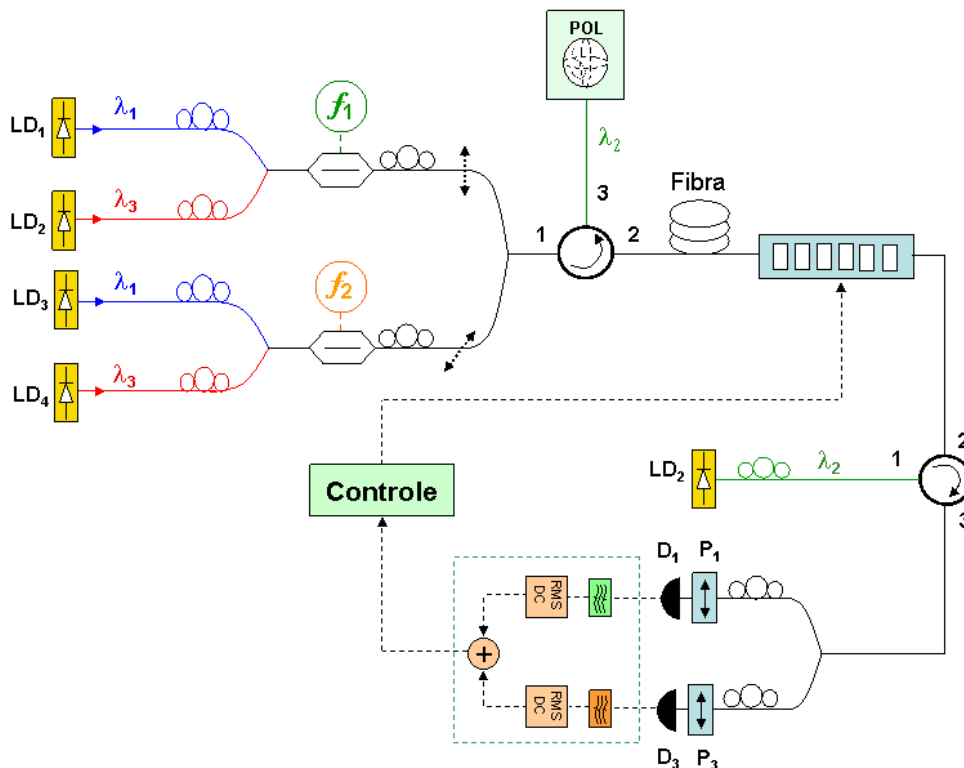 POL
λ₁
f₁
LD₁
λ₂
λ₃
3
Fibra
LD₂
1
2
λ₁
f₂
LD₃
λ₃
LD₄
2
LD₂
λ₂
1
Controle
3
D₁
P₁
RMS
DC
+
RMS
DC
D₃
P₃